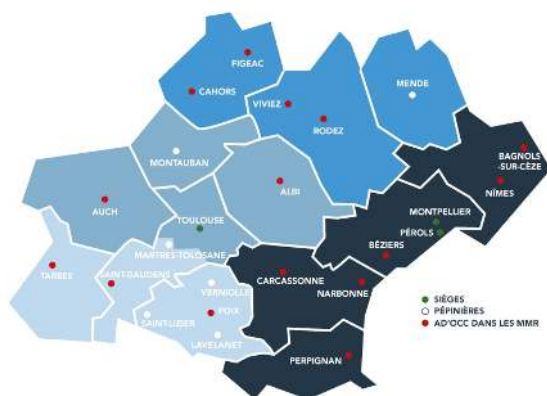 FIGEAC
CAHORS
MENDE
VIVIEZ
RODEZ
BAGNOLS
-SUR-CÈZE
MONTAUBAN
NÎMES
ALBI
AUCH
TOULOUSE
MONTPELLIER
PÉROLS
MARTRES-TOLOSANE
BÉZIERS
TARBES
SAINT-GAUDENS
CARCASSONNE
VERNIOLLE
NARBONNE
SAINT-LIZIER
FOIX
LAVELANET
PERPIGNAN
SIÈGES
PÉPINIÈRES
AD'OCC DANS LES MMR